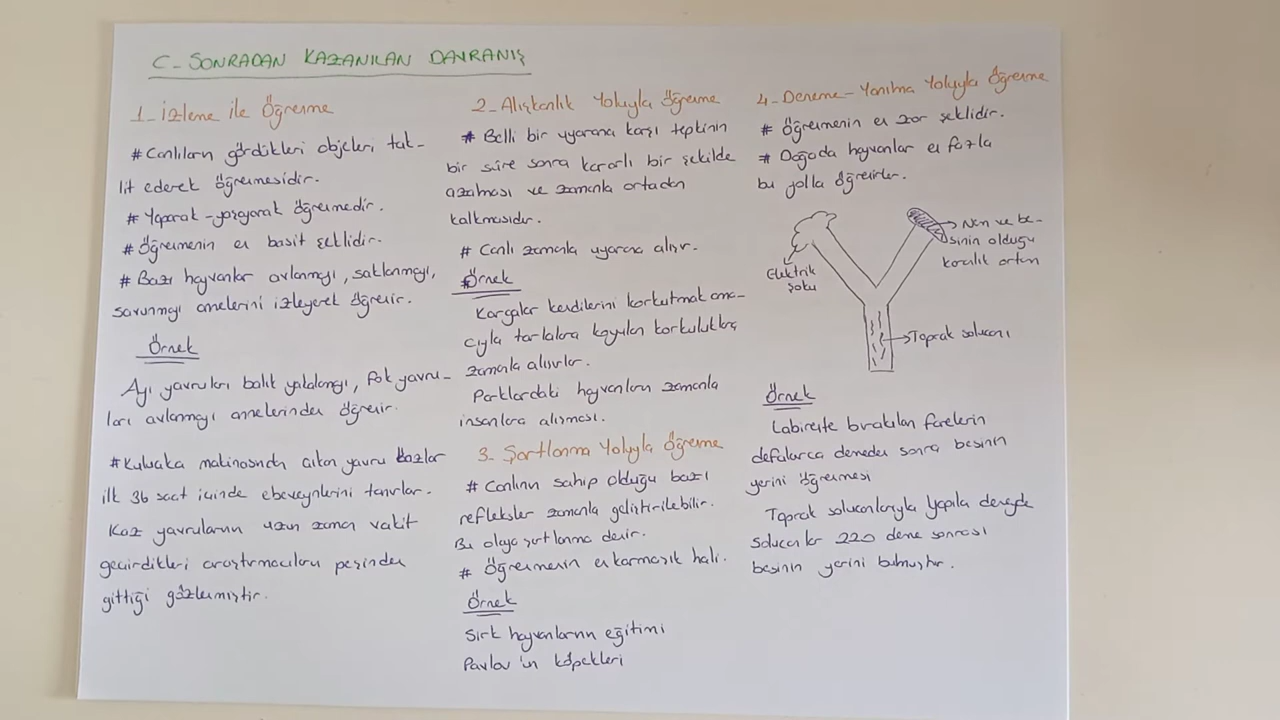 C- SONRADAN KAZANILAN DAVRANIŞ
1- İzleme ile Öğrenme
# Canlıların gördükleri objeleri tak-
lit ederek öğrenmesidir.
# Yaparak - yaşayarak öğrenmedir.
# Öğrenmenin en basit şeklidir.
# Bazı hayvanlar avlanmayı, saklanmayı,
savunmayı annelerini izleyerek öğrenir.
Örnek
Ayı yavruları balık yakalamayı, Fok yavru-
ları avlanmayı annelerinden öğrenir.
# Kuluçka makinasından çıkan yavru kazlar
ilk 36 saat içinde ebeveynlerini tanırlar.
Kaz yavrularının uzun zaman vakit
geçirdikleri araştırmacıların peşinden
gittiği gözlenmiştir.
2- Alışkanlık Yoluyla Öğrenme
# Belli bir uyarana karşı tepkinin
bir süre sonra kararlı bir şekilde
azalması ve zamanla ortadan
kalkmasıdır.
# Canlı zamanla uyarana alışır.
# Örnek
Kargalar kendilerini korkutmak ama-
cıyla tarlalara koyulan korkuluklara
zamanla alışırlar.
Parklardaki hayvanların zamanla
insanlara alışması.
3- Şartlanma Yoluyla Öğrenme
# Canlının sahip olduğu bazı
refleksler zamanla geliştirilebilir.
Bu olaya şartlanma denir.
# Öğrenmenin en karmaşık hali.
Örnek
Sirk hayvanlarının eğitimi
Pavlov'un köpekleri
4- Deneme - Yanılma Yoluyla Öğrenme
# Öğrenmenin en zor şeklidir.
# Doğada hayvanlar en fazla
bu yolla öğrenirler.
Elektrik
şoku
Nem ve be-
sinin olduğu
karanlık ortam
Toprak solucanı
Örnek
Labirente bırakılan farelerin
defalarca denemeden sonra besinin
yerini öğrenmesi
Toprak solucanlarıyla yapılan deneyde
Solucanlar 220 deneme sonrası
besinin yerini bulmuştur.